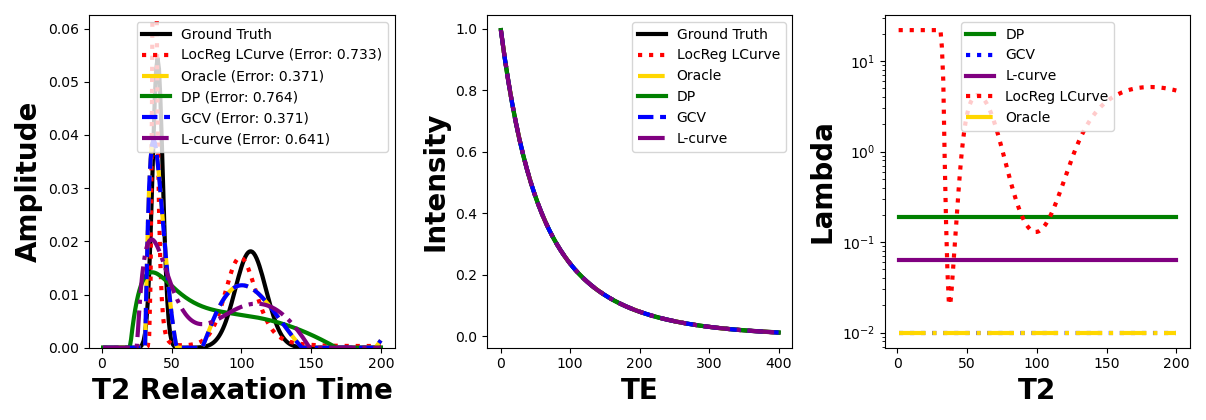 0.06
0.05
0.04
0.03
0.02
0.01
0.00
Amplitude
Ground Truth
LocReg LCurve (Error: 0.733)
Oracle (Error: 0.371)
DP (Error: 0.764)
GCV (Error: 0.371)
L-curve (Error: 0.641)
0 50 100 150 200
T2 Relaxation Time
1.0
0.8
0.6
0.4
0.2
0.0
Intensity
Ground Truth
LocReg LCurve
Oracle
DP
GCV
L-curve
0 100 200 300 400
TE
10¹
10⁰
10⁻¹
10⁻²
Lambda
DP
GCV
L-curve
LocReg LCurve
Oracle
0 50 100 150 200
T2